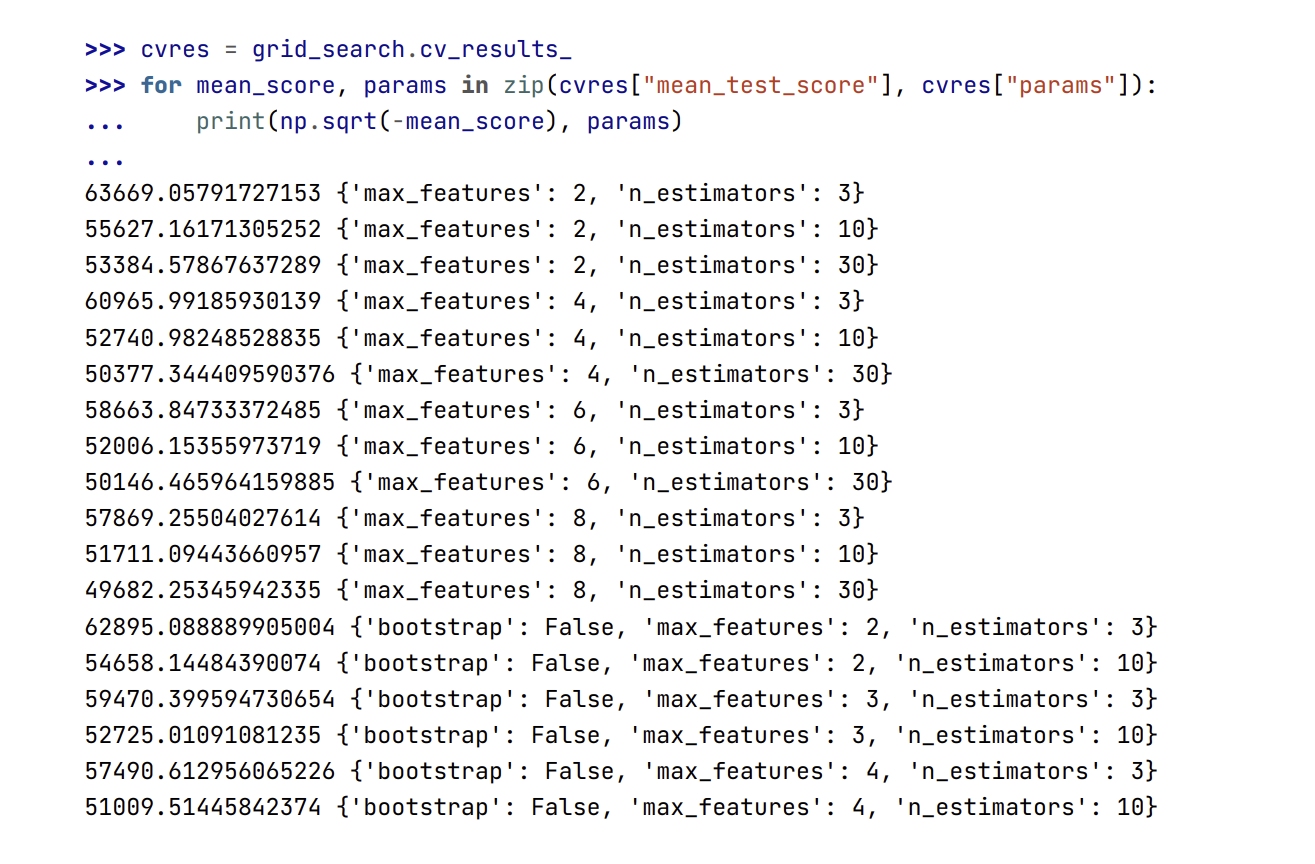 >>> cvres = grid_search.cv_results_
>>> for mean_score, params in zip(cvres["mean_test_score"], cvres["params"]):
...     print(np.sqrt(-mean_score), params)
...
63669.05791727153 {'max_features': 2, 'n_estimators': 3}
55627.16171305252 {'max_features': 2, 'n_estimators': 10}
53384.57867637289 {'max_features': 2, 'n_estimators': 30}
60965.99185930139 {'max_features': 4, 'n_estimators': 3}
52740.98248528835 {'max_features': 4, 'n_estimators': 10}
50377.344409590376 {'max_features': 4, 'n_estimators': 30}
58663.84733372485 {'max_features': 6, 'n_estimators': 3}
52006.15355973719 {'max_features': 6, 'n_estimators': 10}
50146.465964159885 {'max_features': 6, 'n_estimators': 30}
57869.25504027614 {'max_features': 8, 'n_estimators': 3}
51711.09443660957 {'max_features': 8, 'n_estimators': 10}
49682.25345942335 {'max_features': 8, 'n_estimators': 30}
62895.088889905004 {'bootstrap': False, 'max_features': 2, 'n_estimators': 3}
54658.14484390074 {'bootstrap': False, 'max_features': 2, 'n_estimators': 10}
59470.399594730654 {'bootstrap': False, 'max_features': 3, 'n_estimators': 3}
52725.01091081235 {'bootstrap': False, 'max_features': 3, 'n_estimators': 10}
57490.612956065226 {'bootstrap': False, 'max_features': 4, 'n_estimators': 3}
51009.51445842374 {'bootstrap': False, 'max_features': 4, 'n_estimators': 10}